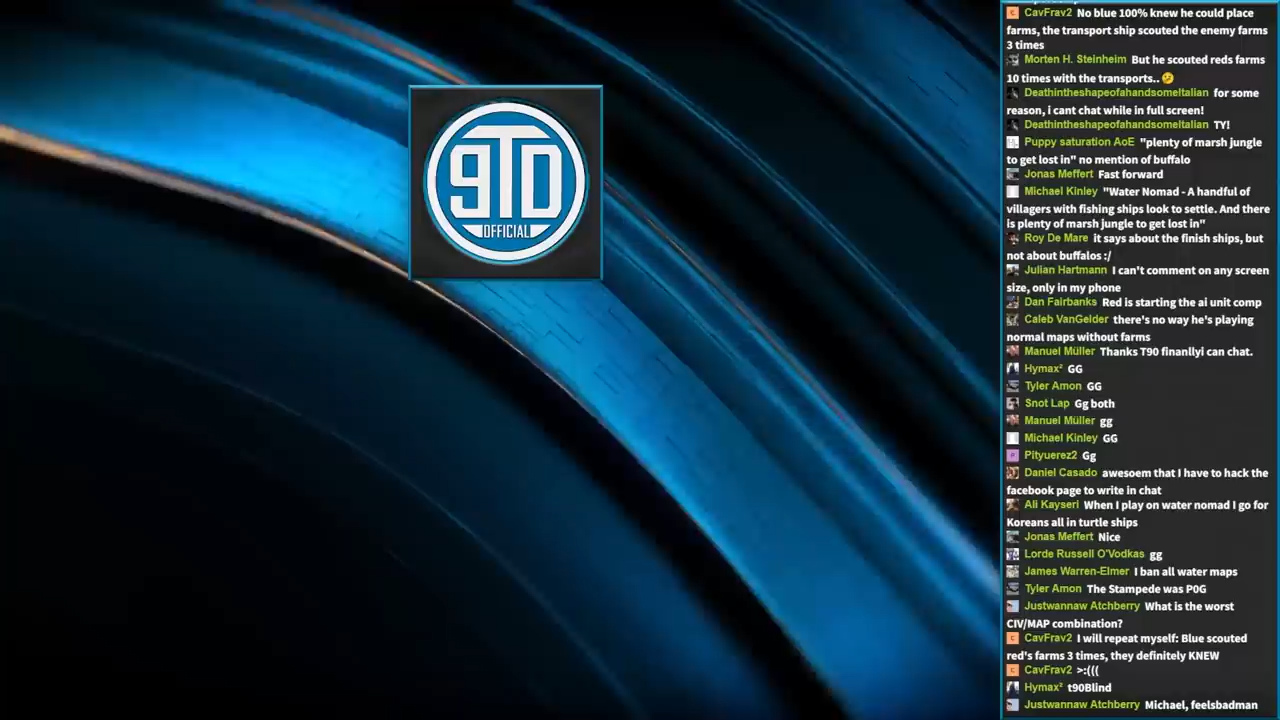 9TD
OFFICIAL
CavFrav2 No blue 100% knew he could place
farms, the transport ship scouted the enemy farms
3 times
Morten H. Steinheim But he scouted reds farms
10 times with the transports..
Deathintheshapeofahandsomeitalian for some
reason, i cant chat while in full screen!
Deathintheshapeofahandsomeitalian TY!
Puppy saturation AoE "plenty of marsh jungle
to get lost in" no mention of buffalo
Jonas Meffert Fast forward
Michael Kinley "Water Nomad - A handful of
villagers with fishing ships look to settle. And there
is plenty of marsh jungle to get lost in"
Roy De Mare it says about the finish ships, but
not about buffalos :/
Julian Hartmann I can't comment on any screen
size, only in my phone
Dan Fairbanks Red is starting the ai unit comp
Caleb VanGelder there's no way he's playing
normal maps without farms
Manuel Müller Thanks T90 finanllyi can chat.
Hymax² GG
Tyler Amon GG
Snot Lap Gg both
Manuel Müller gg
Michael Kinley GG
Pityuerez2 Gg
Daniel Casado awesoem that I have to hack the
facebook page to write in chat
Ali Kayseri When I play on water nomad I go for
Koreans all in turtle ships
Jonas Meffert Nice
Lorde Russell O'Vodkas gg
James Warren-Elmer I ban all water maps
Tyler Amon The Stampede was P0G
Justwannaw Atchberry What is the worst
CIV/MAP combination?
CavFrav2 I will repeat myself: Blue scouted
red's farms 3 times, they definitely KNEW
CavFrav2 >:(((
Hymax² t90Blind
Justwannaw Atchberry Michael, feelsbadman